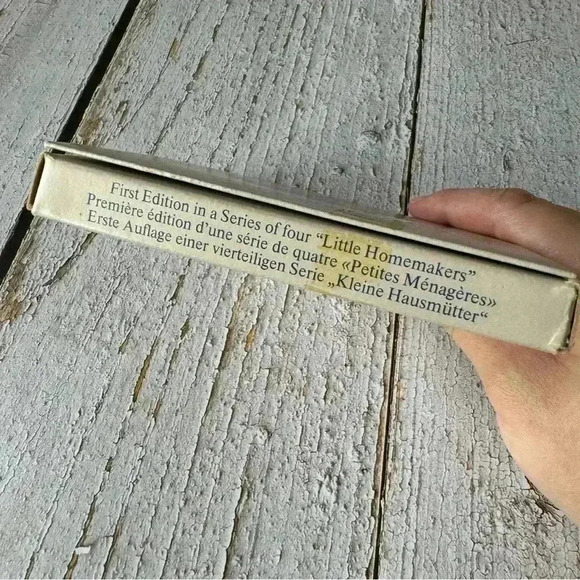 First Edition in a Series of four “Little Homemakers”
Première édition d'une série de quatre «Petites Ménagères»
Erste Auflage einer vierteiligen Serie „Kleine Hausmütter“